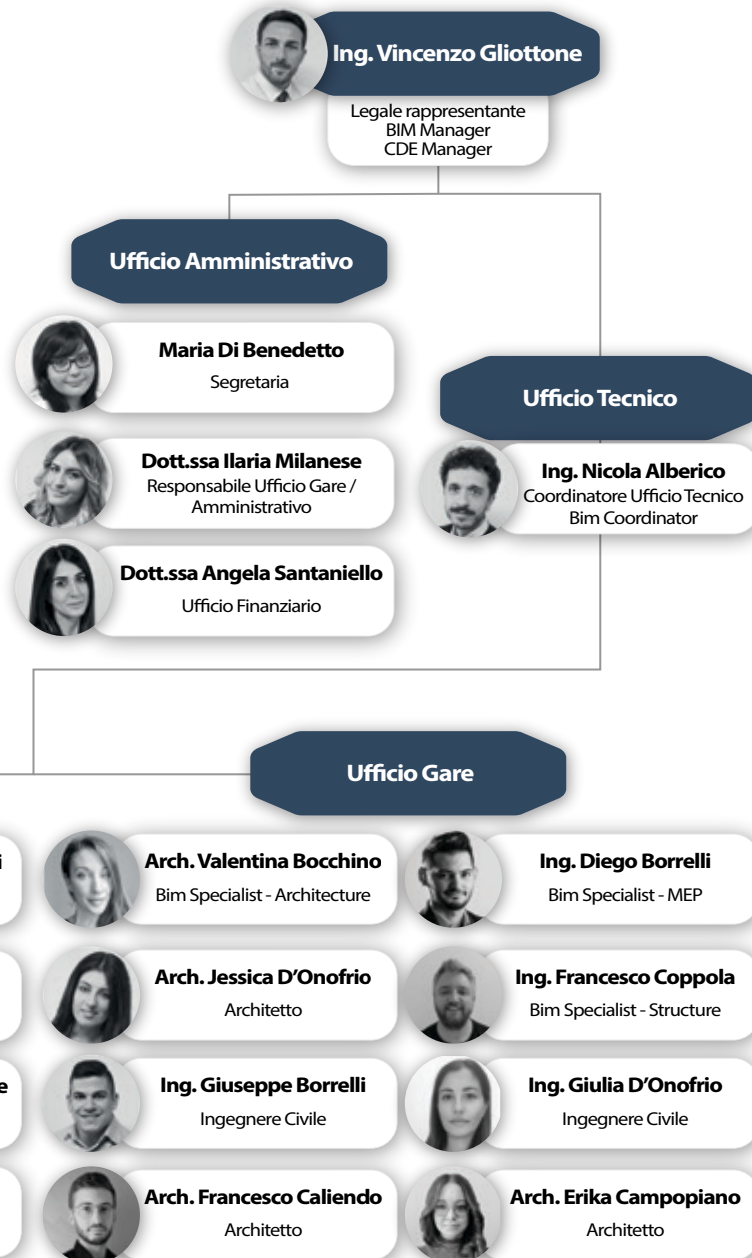 Ing. Vincenzo Gliottone
Legale rappresentante
BIM Manager
CDE Manager
Ufficio Amministrativo
Maria Di Benedetto
Segretaria
Dott.ssa Ilaria Milanese
Responsabile Ufficio Gare /
Amministrativo
Dott.ssa Angela Santaniello
Ufficio Finanziario
Ufficio Tecnico
Ing. Nicola Alberico
Coordinatore Ufficio Tecnico
Bim Coordinator
Ufficio Gare
Arch. Valentina Bocchino
Bim Specialist - Architecture
Ing. Diego Borrelli
Bim Specialist - MEP
Arch. Jessica D’Onofrio
Architetto
Ing. Francesco Coppola
Bim Specialist - Structure
Ing. Giuseppe Borrelli
Ingegnere Civile
Ing. Giulia D’Onofrio
Ingegnere Civile
Arch. Francesco Caliendo
Architetto
Arch. Erika Campopiano
Architetto